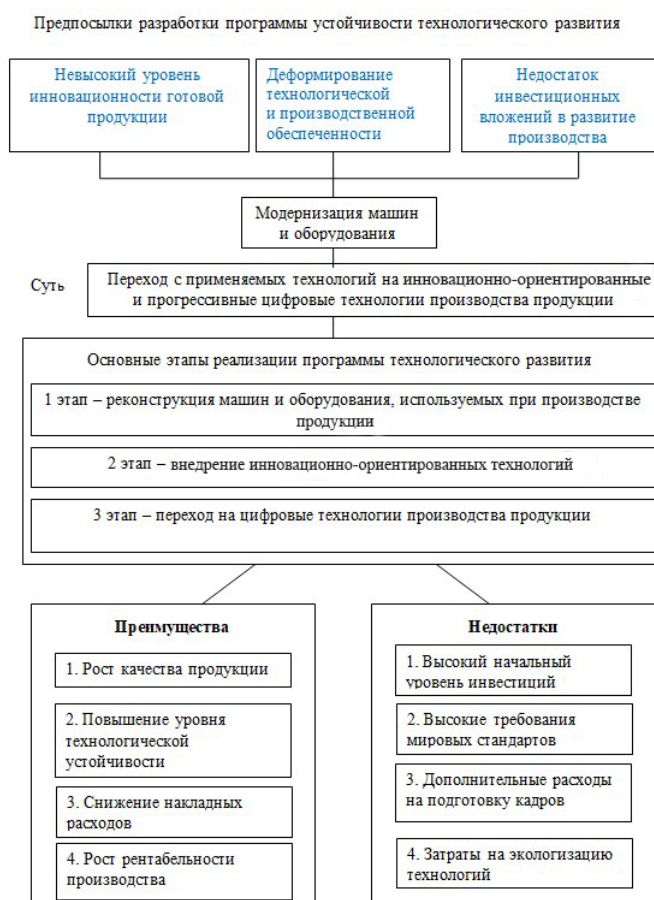 Предпосылки разработки программы устойчивости технологического развития
Невысокий уровень
инновационности готовой
продукции
Деформирование
технологической
и производственной
обеспеченности
Недостаток
инвестиционных
вложений в развитие
производства
Модернизация машин
и оборудования
Суть
Переход с применяемых технологий на инновационно-ориентированные
и прогрессивные цифровые технологии производства продукции
Основные этапы реализации программы технологического развития
1 этап – реконструкция машин и оборудования, используемых при производстве
продукции
2 этап – внедрение инновационно-ориентированных технологий
3 этап – переход на цифровые технологии производства продукции
Преимущества
1. Рост качества продукции
2. Повышение уровня
технологической
устойчивости
3. Снижение накладных
расходов
4. Рост рентабельности
производства
Недостатки
1. Высокий начальный
уровень инвестиций
2. Высокие требования
мировых стандартов
3. Дополнительные расходы
на подготовку кадров
4. Затраты на экологизацию
технологий